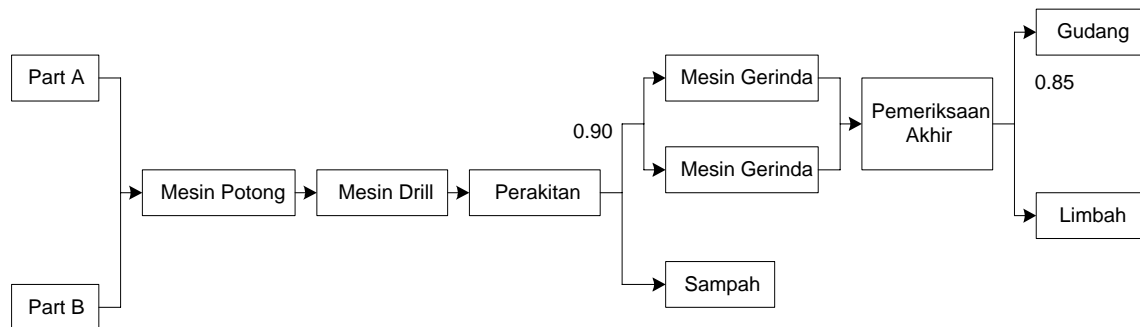 Part A
Part B
Mesin Potong
Mesin Drill
Perakitan
0.90
Mesin Gerinda
Mesin Gerinda
Sampah
Pemeriksaan
Akhir
Gudang
0.85
Limbah